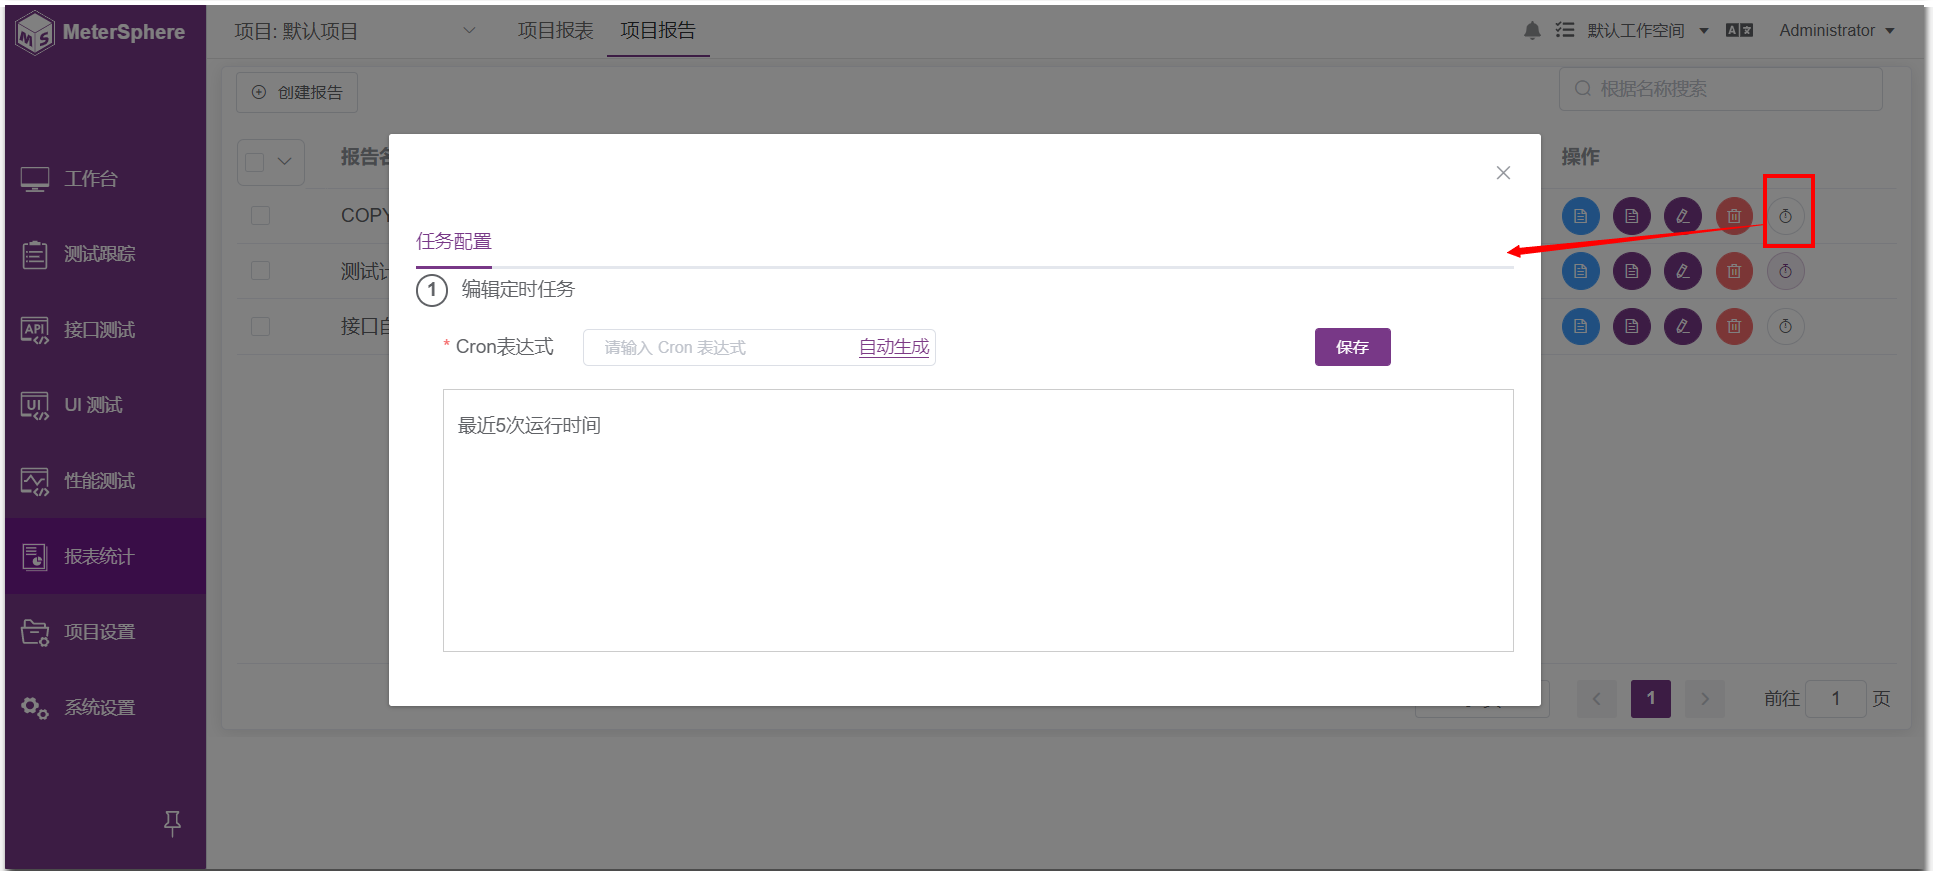 MeterSphere
项目: 默认项目
项目报表
项目报告
默认工作空间
Administrator
创建报告
根据名称搜索
工作台
测试跟踪
接口测试
UI 测试
性能测试
报表统计
项目设置
系统设置
报告名
操作
COPY
测试计
接口自
任务配置
1 编辑定时任务
* Cron表达式
请输入 Cron 表达式
自动生成
保存
最近5次运行时间
1
前往 1 页